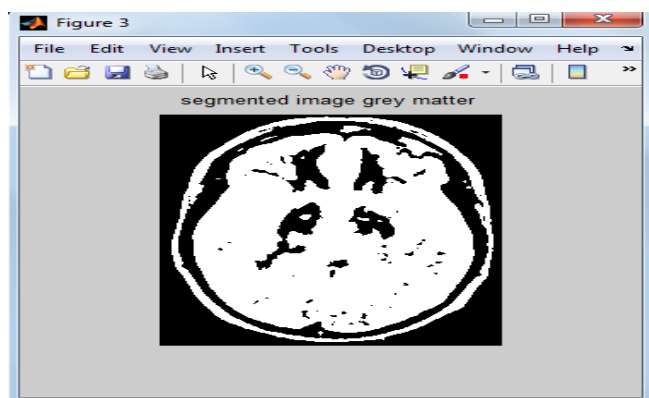 Figure 3
File Edit View Insert Tools Desktop Window Help
segmented image grey matter